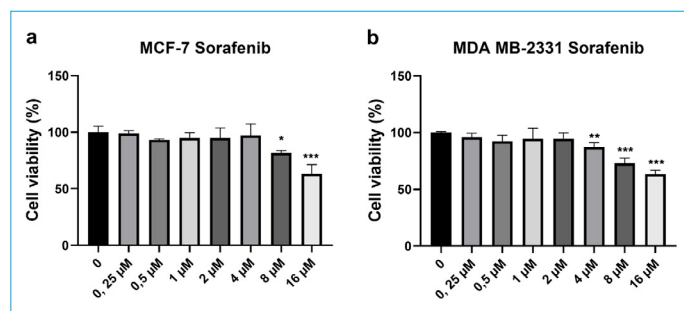 a
MCF-7 Sorafenib
Cell viability (%)
150
100
50
0
*
***
0
0, 25 µM
0,5 µM
1 µM
2 µM
4 µM
8 µM
16 µM
b
MDA MB-2331 Sorafenib
Cell viability (%)
150
100
50
0
**
***
***
0
0, 25 µM
0,5 µM
1 µM
2 µM
4 µM
8 µM
16 µM